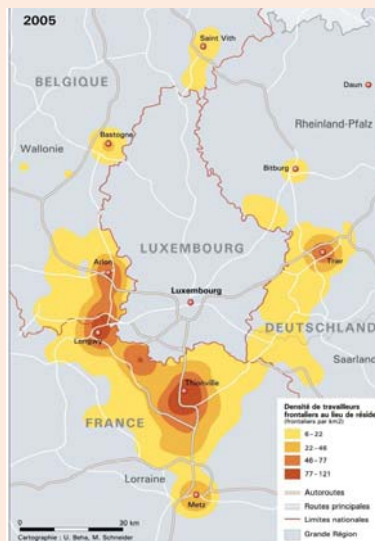 2005
Saint Vith
BELGIQUE
Daun
Bastogne
Rheinland-Pfalz
Wallonie
Bitburg
LUXEMBOURG
Trier
Arlon
Luxembourg
DEUTSCHLAND
Longwy
Saarland
Thionville
FRANCE
Lorraine
Metz
Densité de travailleurs
frontaliers au lieu de réside
(frontaliers par km2)
6 – 22
22 – 46
46 – 77
77 – 121
Autoroutes
Routes principales
Limites nationales
Grande Région
0 30 km
Cartographie : U. Beha, M. Schneider